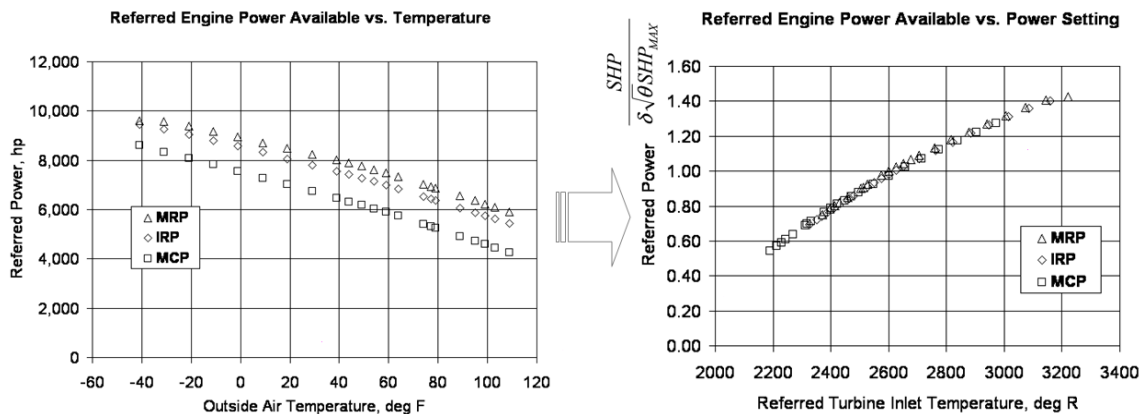 Referred Engine Power Available vs. Temperature
Referred Power, hp
12,000
10,000
8,000
6,000
4,000
2,000
0
-60
-40
-20
0
20
40
60
80
100
120
Outside Air Temperature, deg F
MRP
IRP
MCP
SHP
δ√θSHP_MAX
Referred Engine Power Available vs. Power Setting
Referred Power
1.60
1.40
1.20
1.00
0.80
0.60
0.40
0.20
0.00
2000
2200
2400
2600
2800
3000
3200
3400
Referred Turbine Inlet Temperature, deg R
MRP
IRP
MCP